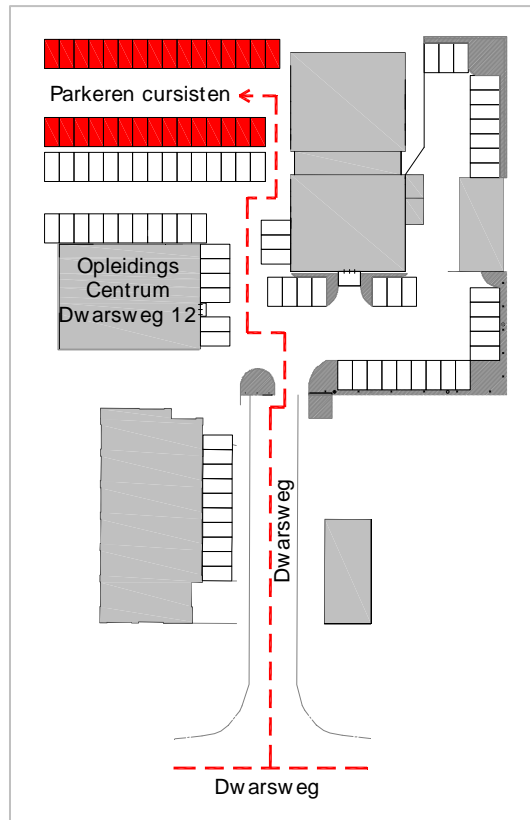 Parkeren cursisten
Opleidings
Centrum
Dwarsweg 12
Dwarsweg
Dwarsweg